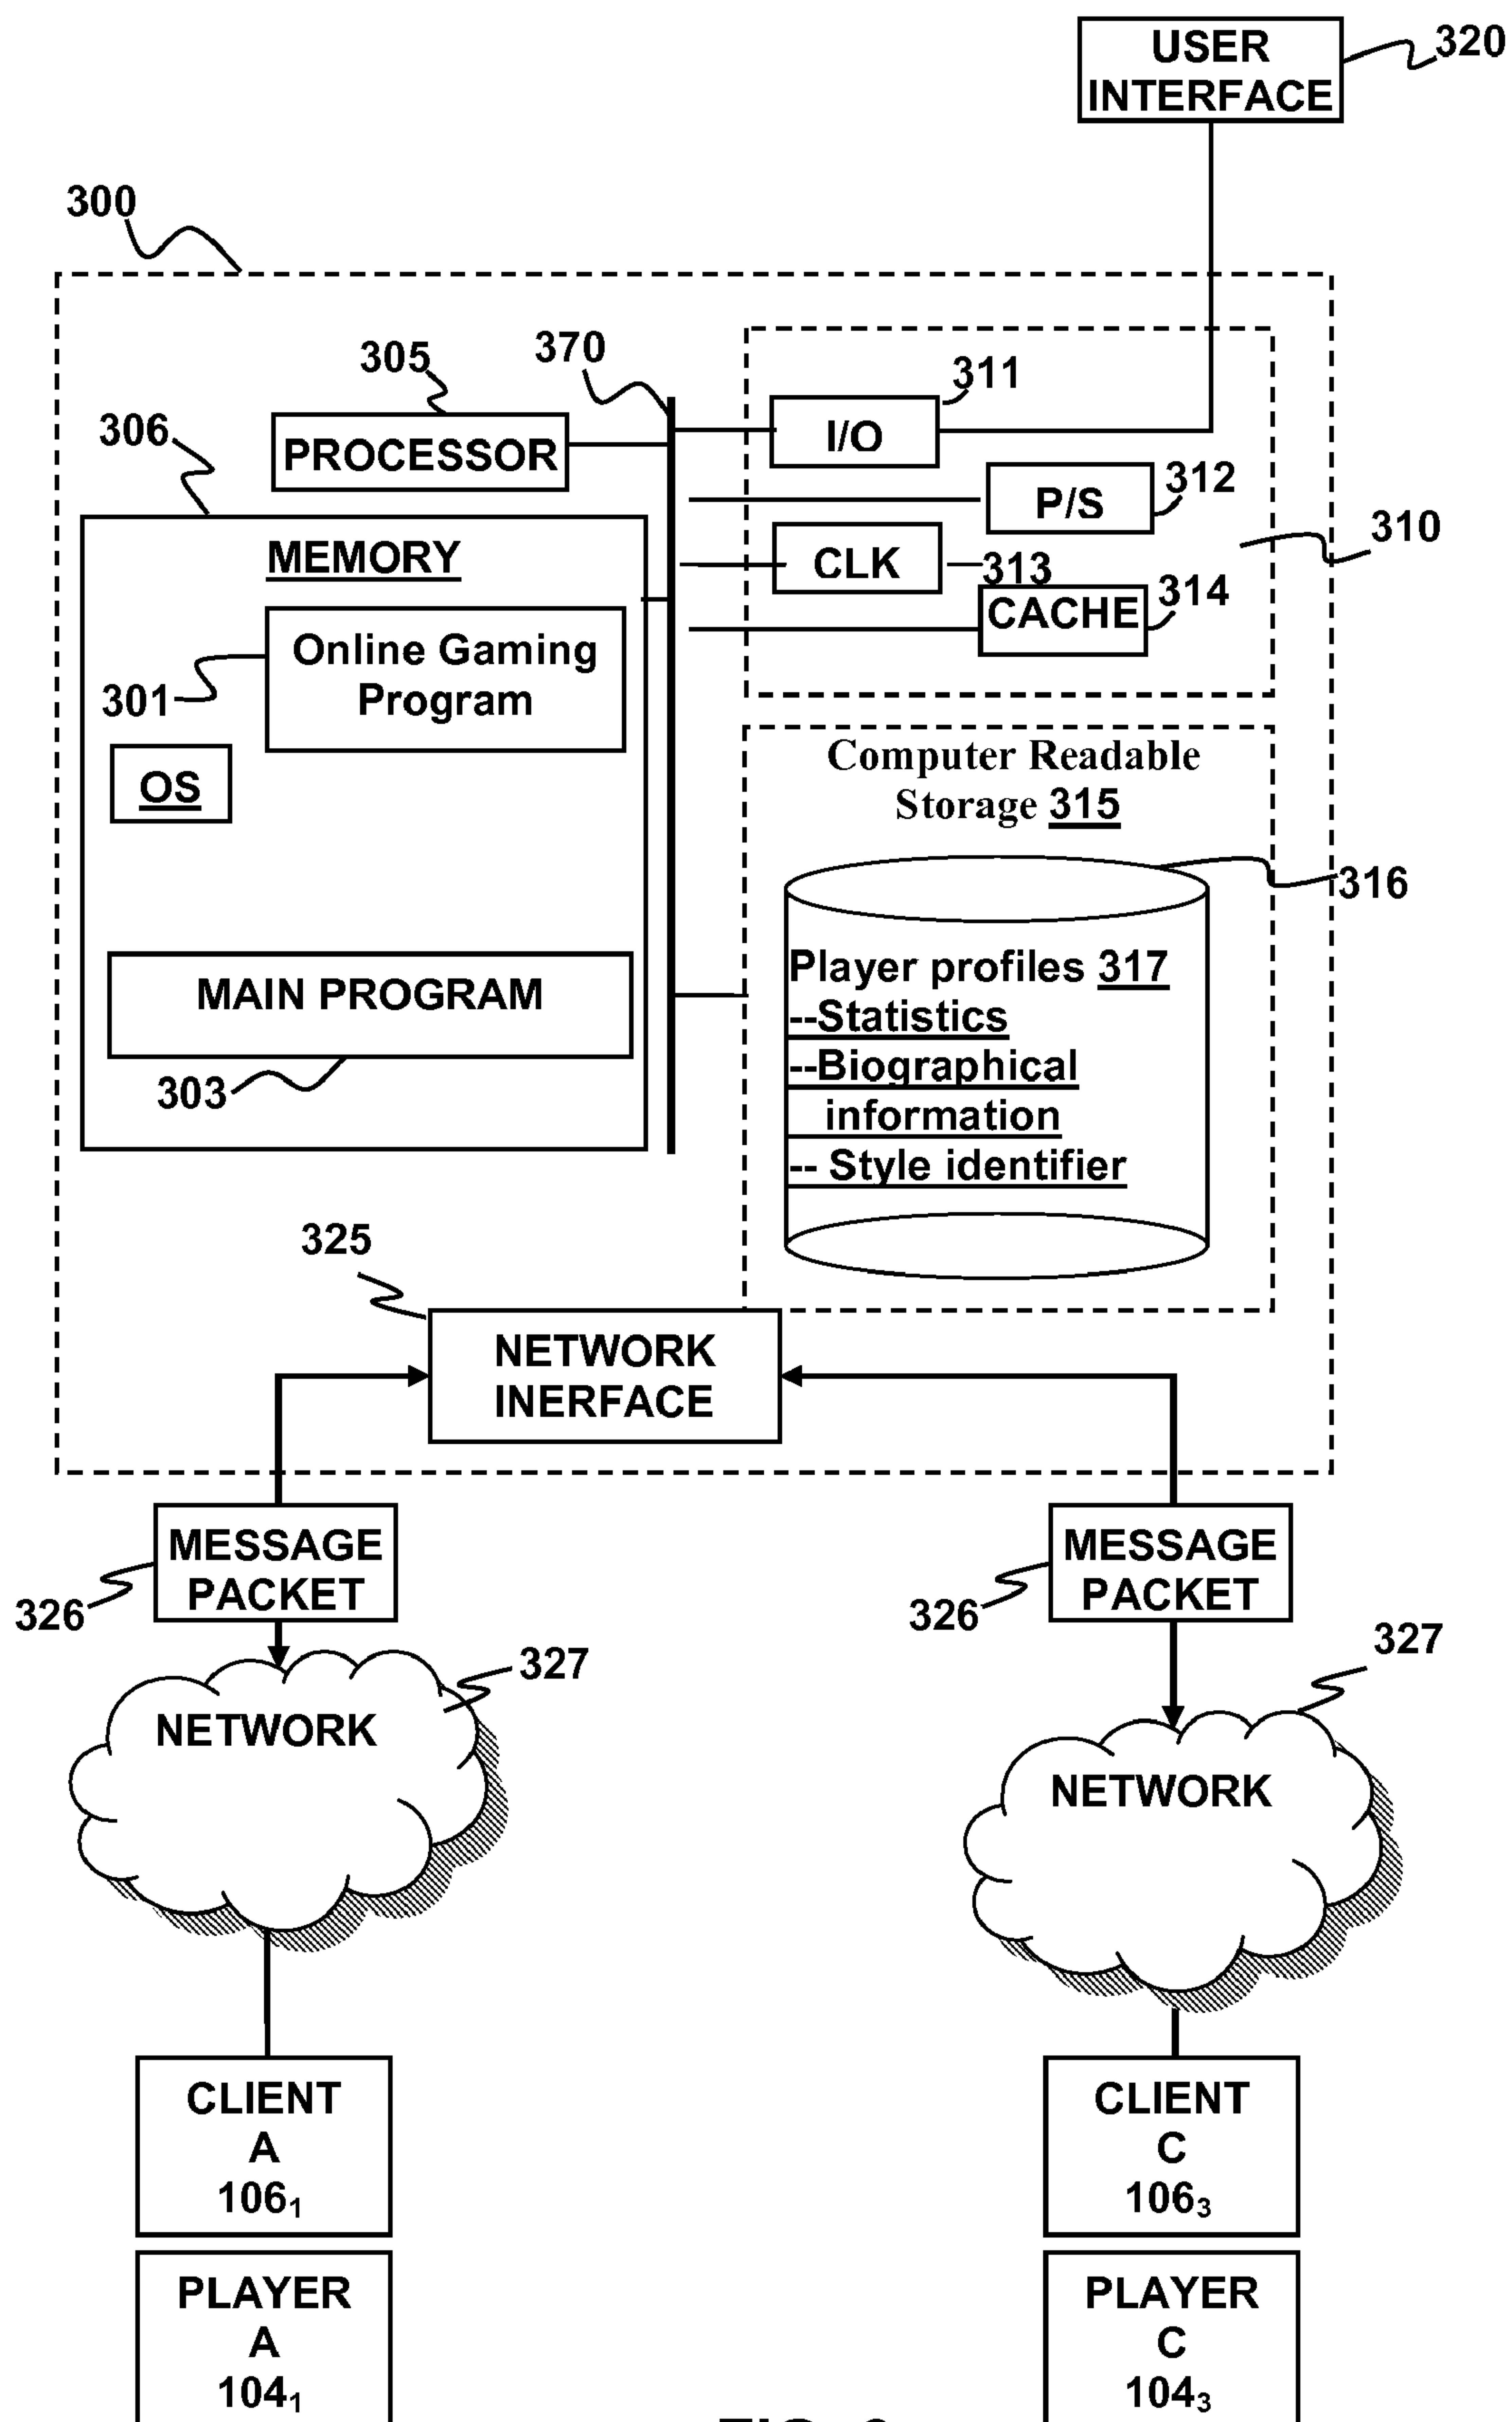 USER
INTERFACE
320
300
305
370
311
306
PROCESSOR
I/O
312
P/S
310
MEMORY
CLK
313
314
CACHE
Online Gaming
Program
301
OS
Computer Readable
Storage 315
316
Player profiles 317
--Statistics
--Biographical
information
-- Style identifier
MAIN PROGRAM
303
325
NETWORK
INERFACE
MESSAGE
PACKET
326
MESSAGE
PACKET
326
327
NETWORK
327
NETWORK
CLIENT
A
106₁
CLIENT
C
106₃
PLAYER
A
104₁
PLAYER
C
104₃